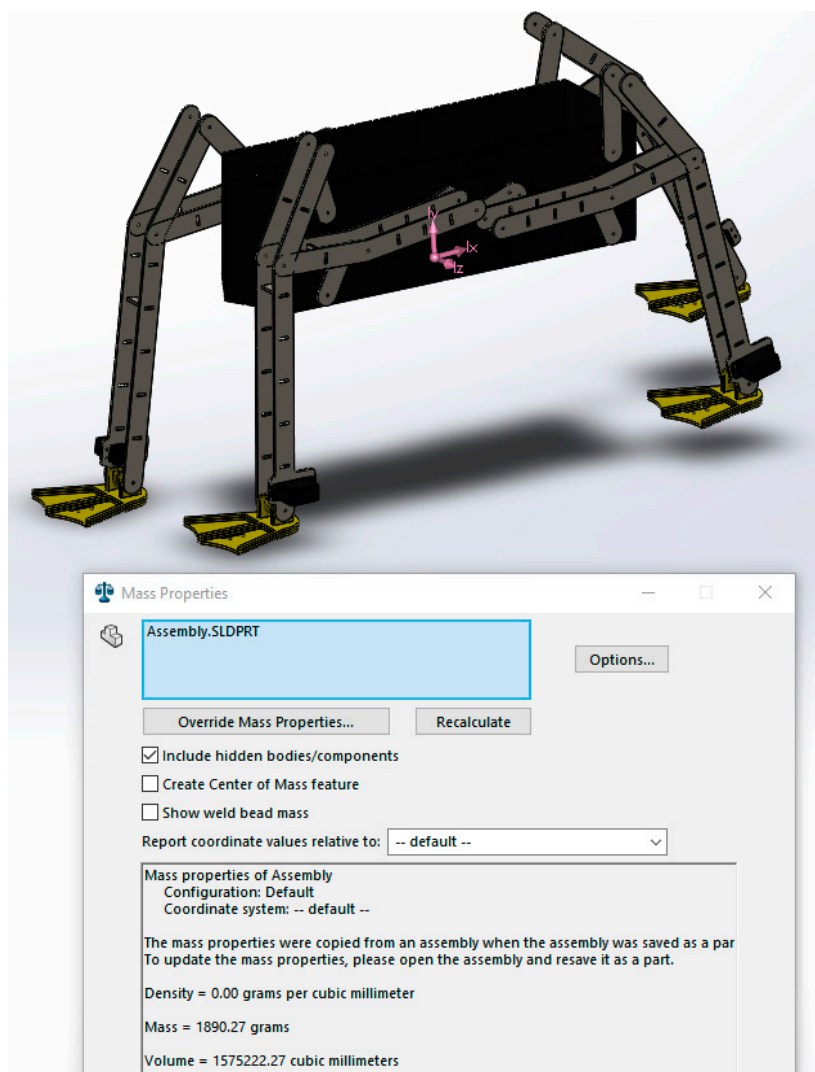 Iy
Ix
Iz
Mass Properties
Assembly.SLDPRT
Options...
Override Mass Properties...
Recalculate
Include hidden bodies/components
Create Center of Mass feature
Show weld bead mass
Report coordinate values relative to: -- default --
Mass properties of Assembly
Configuration: Default
Coordinate system: -- default --
The mass properties were copied from an assembly when the assembly was saved as a par
To update the mass properties, please open the assembly and resave it as a part.
Density = 0.00 grams per cubic millimeter
Mass = 1890.27 grams
Volume = 1575222.27 cubic millimeters